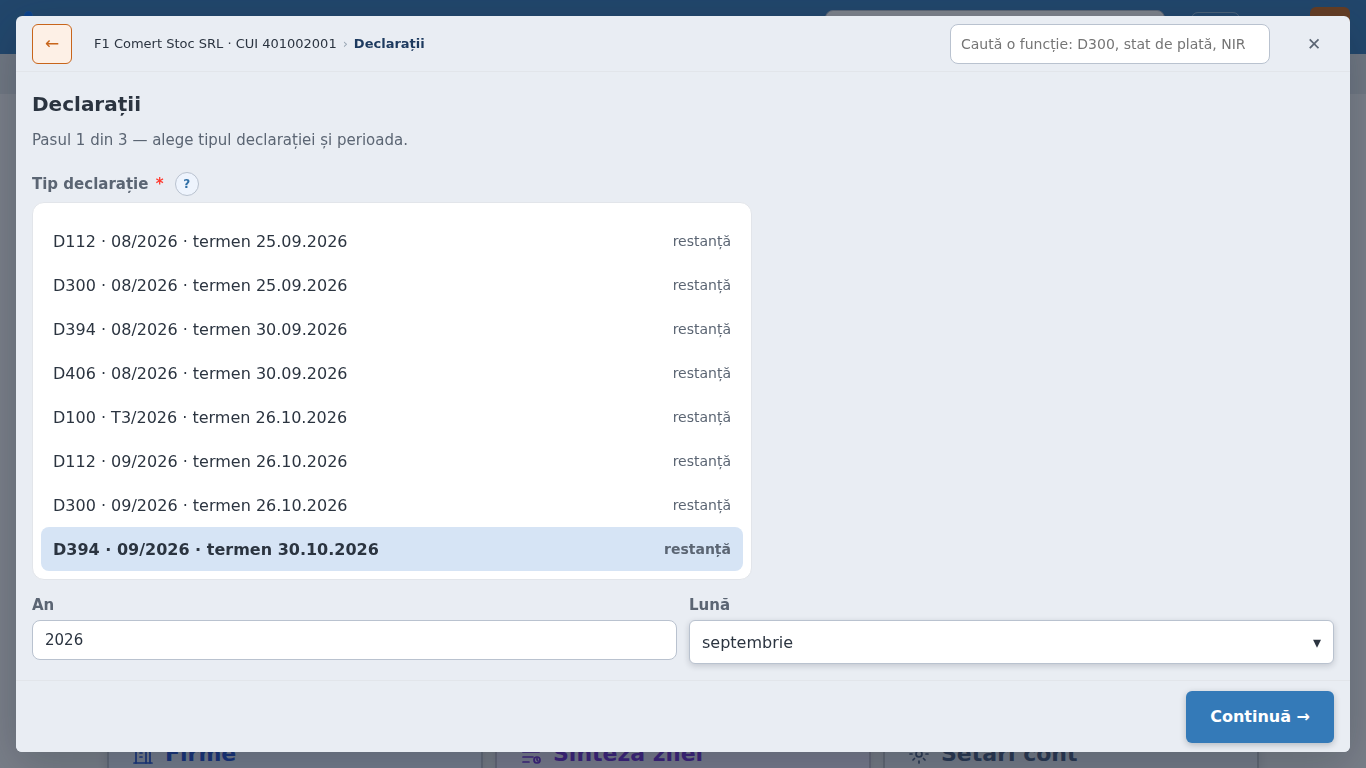 ←
F1 Comert Stoc SRL · CUI 401002001 › Declarații
Caută o funcție: D300, stat de plată, NIR
✕
Declarații
Pasul 1 din 3 — alege tipul declarației și perioada.
Tip declarație * ?
D112 · 08/2026 · termen 25.09.2026 restanță
D300 · 08/2026 · termen 25.09.2026 restanță
D394 · 08/2026 · termen 30.09.2026 restanță
D406 · 08/2026 · termen 30.09.2026 restanță
D100 · T3/2026 · termen 26.10.2026 restanță
D112 · 09/2026 · termen 26.10.2026 restanță
D300 · 09/2026 · termen 26.10.2026 restanță
D394 · 09/2026 · termen 30.10.2026 restanță
An
2026
Lună
septembrie ▾
Continuă →
Firme
Sinteza zilei
Setări cont